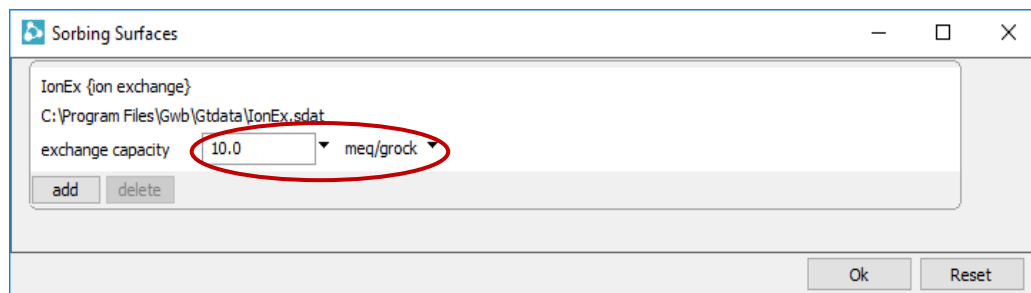 Sorbing Surfaces
IonEx {ion exchange}
C:\Program Files\Gwb\Gtdata\IonEx.sdat
exchange capacity 10.0 meq/grock
add delete
Ok Reset